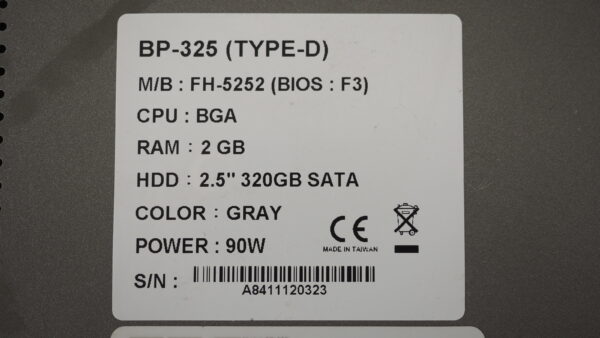 BP-325 (TYPE-D)
M/B : FH-5252 (BIOS : F3)
CPU : BGA
RAM : 2 GB
HDD : 2.5" 320GB SATA
COLOR : GRAY
POWER : 90W
CE
MADE IN TAIWAN
S/N :
A8411120323